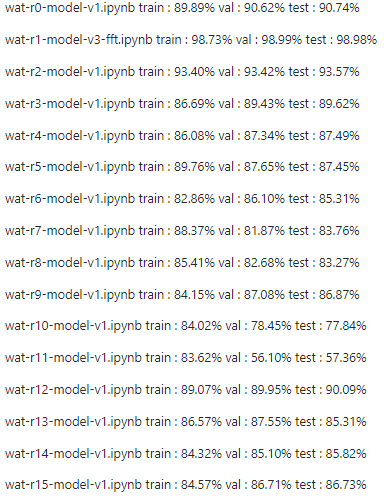 wat-r0-model-v1.ipynb train : 89.89% val : 90.62% test : 90.74%
wat-r1-model-v3-fft.ipynb train : 98.73% val : 98.99% test : 98.98%
wat-r2-model-v1.ipynb train : 93.40% val : 93.42% test : 93.57%
wat-r3-model-v1.ipynb train : 86.69% val : 89.43% test : 89.62%
wat-r4-model-v1.ipynb train : 86.08% val : 87.34% test : 87.49%
wat-r5-model-v1.ipynb train : 89.76% val : 87.65% test : 87.45%
wat-r6-model-v1.ipynb train : 82.86% val : 86.10% test : 85.31%
wat-r7-model-v1.ipynb train : 88.37% val : 81.87% test : 83.76%
wat-r8-model-v1.ipynb train : 85.41% val : 82.68% test : 83.27%
wat-r9-model-v1.ipynb train : 84.15% val : 87.08% test : 86.87%
wat-r10-model-v1.ipynb train : 84.02% val : 78.45% test : 77.84%
wat-r11-model-v1.ipynb train : 83.62% val : 56.10% test : 57.36%
wat-r12-model-v1.ipynb train : 89.07% val : 89.95% test : 90.09%
wat-r13-model-v1.ipynb train : 86.57% val : 87.55% test : 85.31%
wat-r14-model-v1.ipynb train : 84.32% val : 85.10% test : 85.82%
wat-r15-model-v1.ipynb train : 84.57% val : 86.71% test : 86.73%